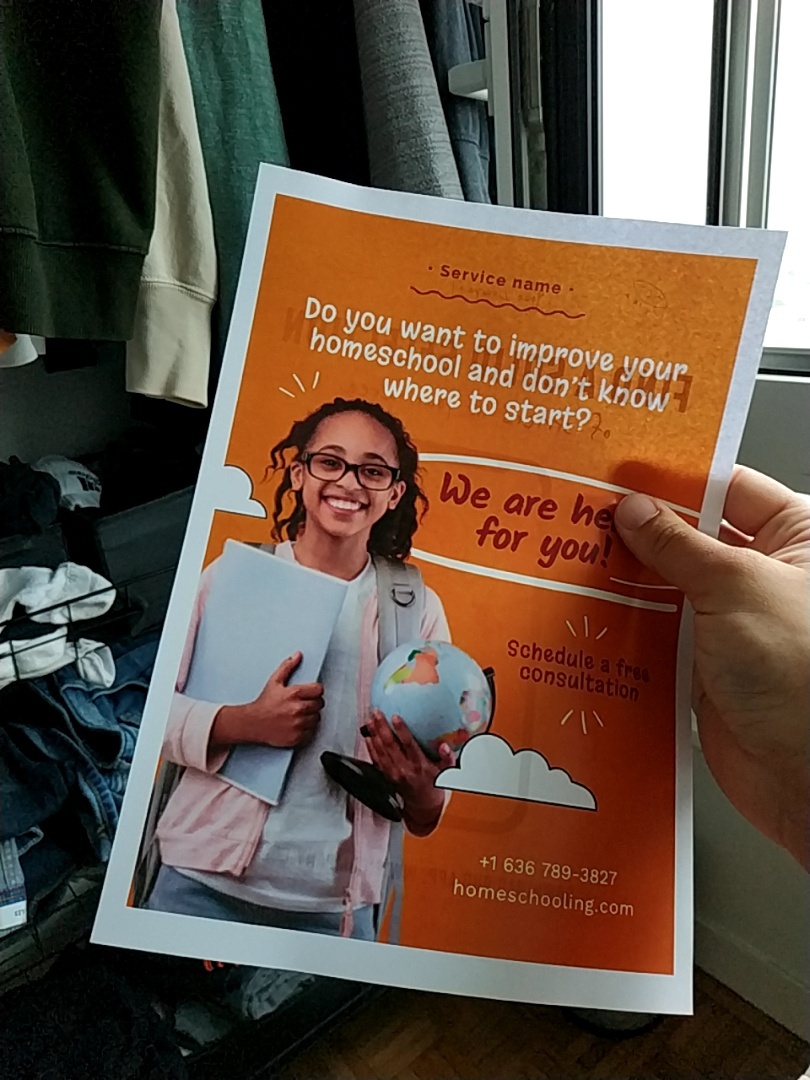 · Service name ·
Do you want to improve your
homeschool and don't know
where to start?
We are he
for you!
Schedule a free
consultation
+1 636 789-3827
homeschooling.com